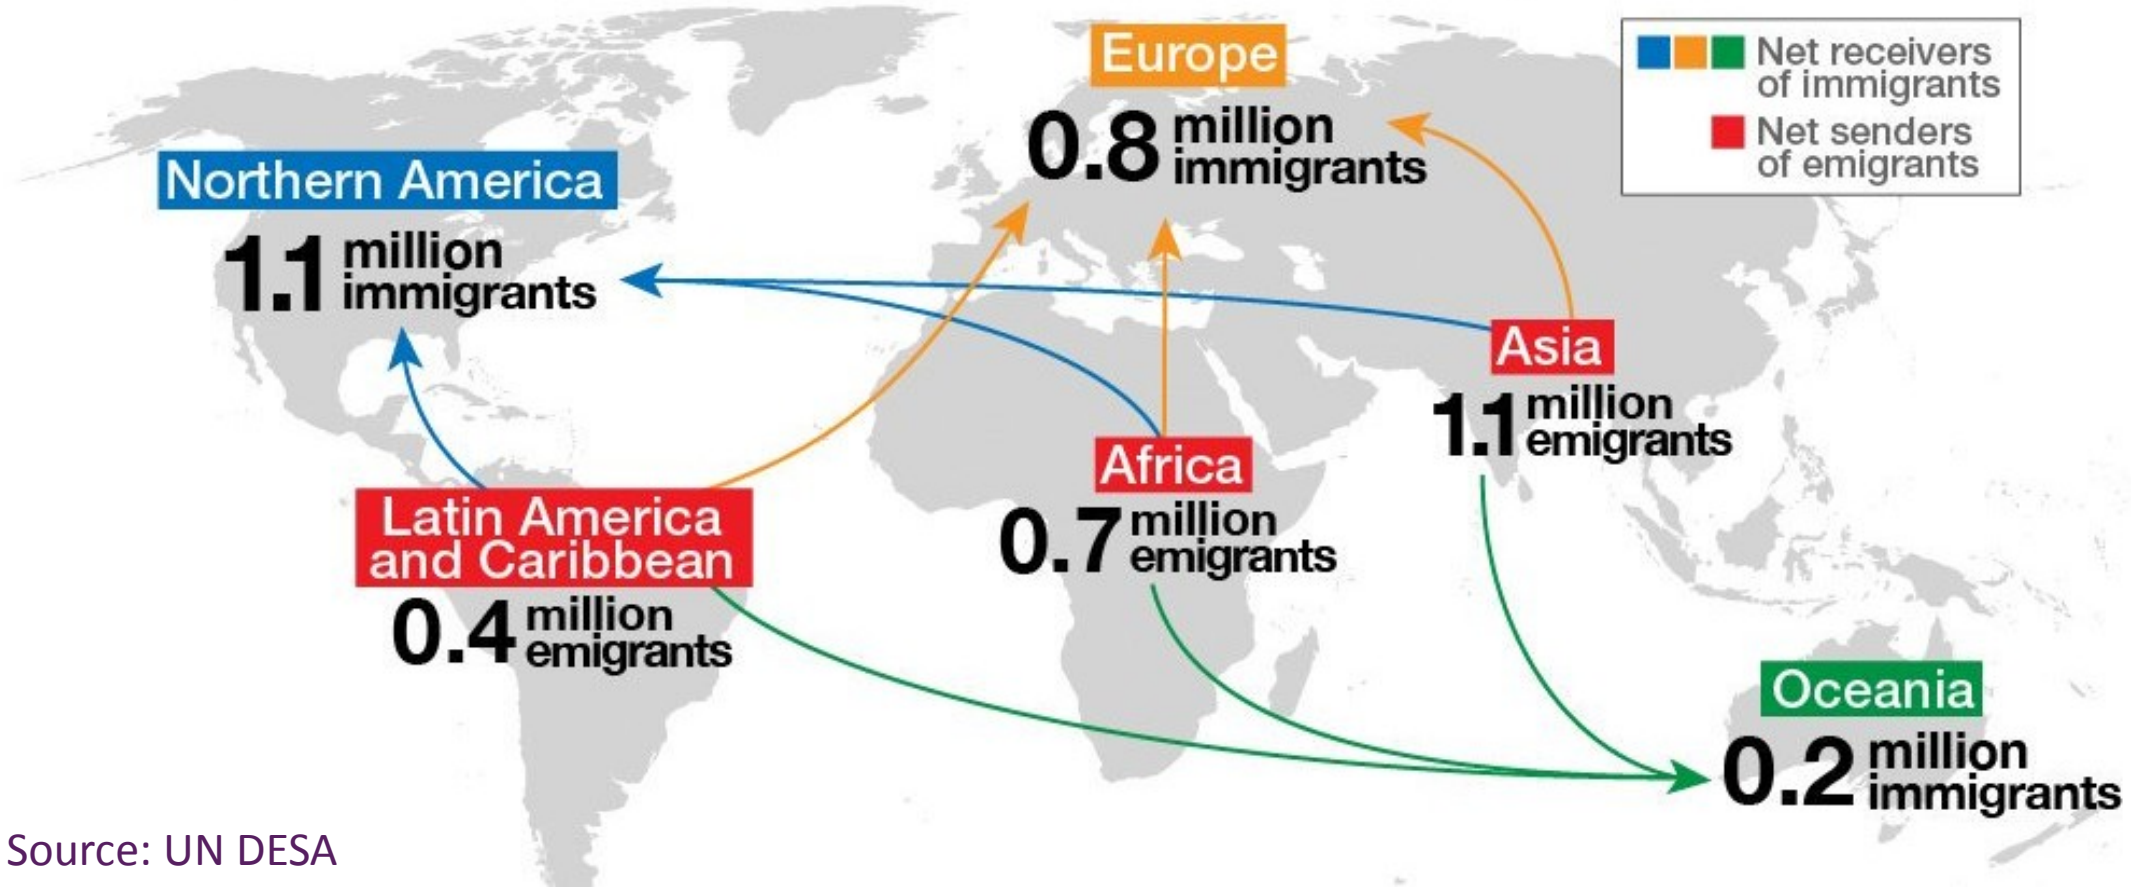 Europe
0.8 million
immigrants
Net receivers
of immigrants
Net senders
of emigrants
Northern America
1.1 million
immigrants
Asia
1.1 million
emigrants
Africa
0.7 million
emigrants
Latin America
and Caribbean
0.4 million
emigrants
Oceania
0.2 million
immigrants
Source: UN DESA